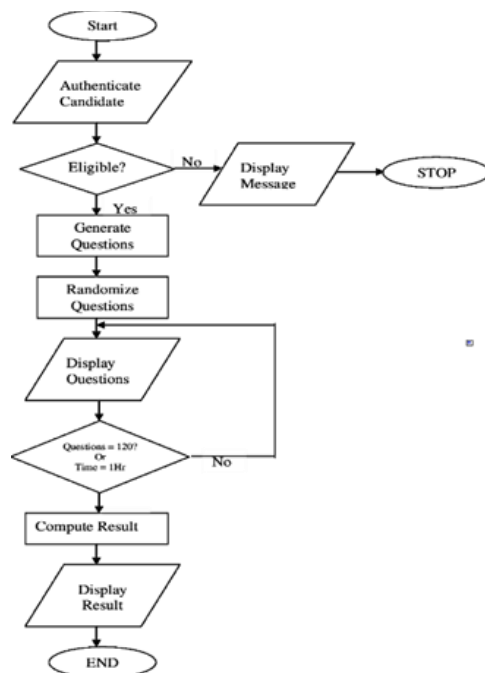 Start
Authenticate
Candidate
Eligible?
No
Display
Message
STOP
Yes
Generate
Questions
Randomize
Questions
Display
Ouestions
Questions = 120?
Or
Time = 1Hr
No
Compute Result
Display
Result
END